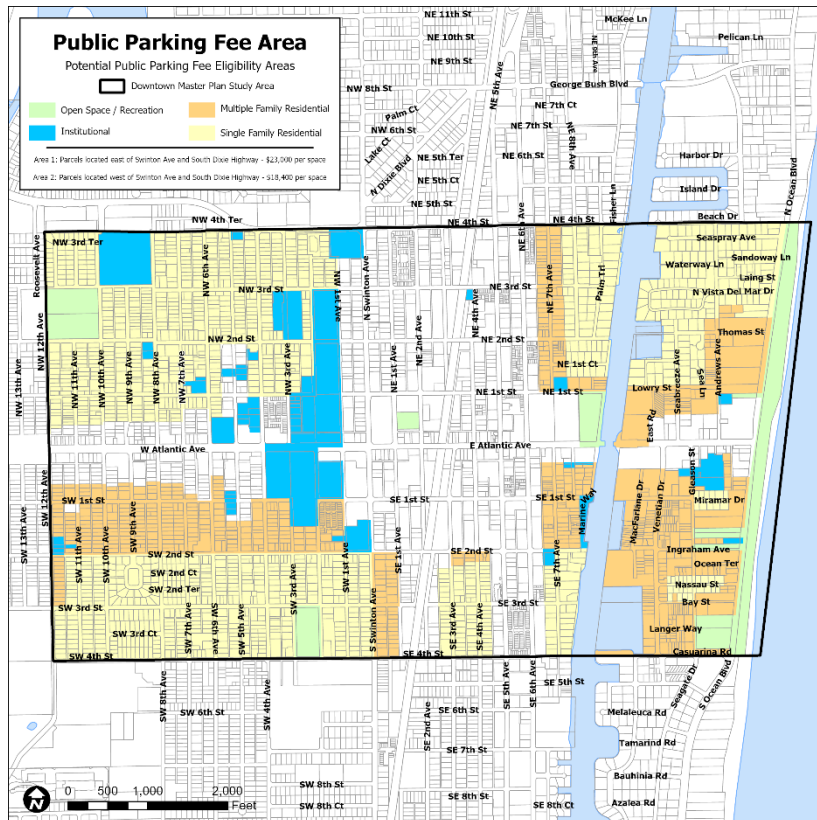 Public Parking Fee Area
Potential Public Parking Fee Eligibility Areas
Downtown Master Plan Study Area
Open Space / Recreation
Multiple Family Residential
Institutional
Single Family Residential
Area 1: Parcels located east of Swinton Ave and South Dixie Highway - $23,000 per space
Area 2: Parcels located west of Swinton Ave and South Dixie Highway - $18,400 per space
NE 11th St
NE 10th St
NE 9th St
McKee Ln
Pelican Ln
NE 9th Ave
NE 5th Ave
George Bush Blvd
NW 8th St
Palm Ct
NE 7th Ct
NW 6th St
NE 7th St
NE 8th Ave
Lake Ct
N Dixie Blvd
NE 5th Ter
NE 6th St
NE 5th Ct
Harbor Dr
Island Dr
NE 5th St
Fisher Ln
N Ocean Blvd
NW 4th Ter
NE 4th St
NE 6th Ave
NE 4th St
Beach Dr
Roosevelt Ave
NW 3rd Ter
NW 6th Ave
Seaspray Ave
Waterway Ln
Sandoway Ln
Laing St
NW 3rd St
NW 1st Ave
N Swinton Ave
NE 3rd St
NE 7th Ave
Palm Trl
N Vista Del Mar Dr
NE 4th Ave
NW 12th Ave
NW 2nd St
NE 2nd Ave
NE 2nd St
Thomas St
NW 13th Ave
NW 11th Ave
NW 10th Ave
NW 9th Ave
NW 8th Ave
NW 7th Ave
NW 3rd Ave
NE 1st Ave
NE 1st Ct
Seabreeze Ave
Sea Ln
Andrews Ave
NE 1st St
NE 1st St
Lowry St
East Rd
W Atlantic Ave
E Atlantic Ave
Gleason St
SW 13th Ave
SW 12th Ave
SW 1st St
SW 9th Ave
SE 1st St
SE 1st St
Marine Way
MacFarlane Dr
Venetian Dr
Miramar Dr
SW 11th Ave
SW 10th Ave
SW 2nd St
SW 1st Ave
SE 1st Ave
SE 2nd St
SE 7th Ave
Ingraham Ave
SW 2nd Ct
Ocean Ter
SW 2nd Ter
SW 3rd Ave
Nassau St
SW 3rd St
SE 3rd St
Bay St
SW 3rd Ct
SW 7th Ave
SW 6th Ave
SW 5th Ave
S Swinton Ave
SE 3rd Ave
SE 4th Ave
Langer Way
SW 4th St
SE 4th St
Casuarina Rd
SW 8th Ave
SW 4th Ave
SE 2nd Ave
SE 5th Ave
SE 6th Ave
SE 5th St
Seagate Dr
S Ocean Blvd
SW 6th St
SE 6th St
Melaleuca Rd
SE 7th St
Tamarind Rd
SW 8th St
Bauhinia Rd
SW 8th Ct
SE 8th St
SE 8th Ct
Azalea Rd
N
0 500 1,000 2,000
Feet